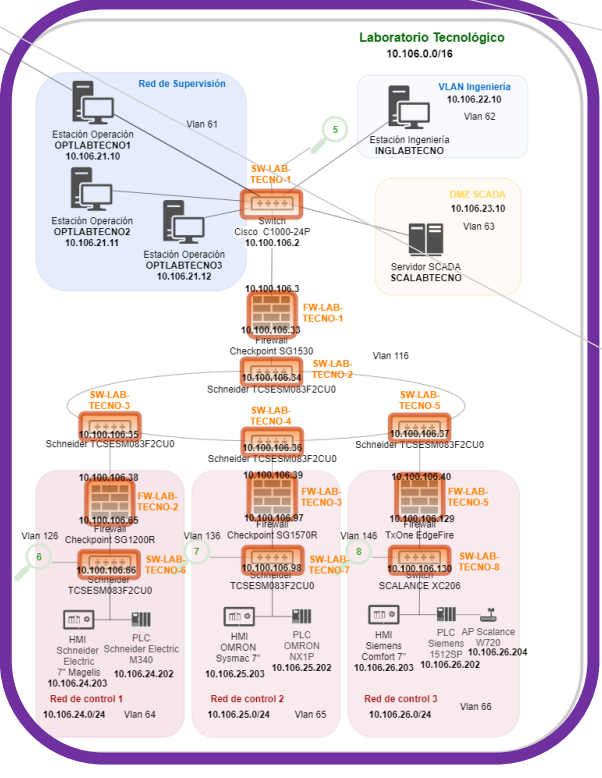 Laboratorio Tecnológico
10.106.0.0/16
Red de Supervisión
Vlan 61
Estación Operación
OPTLABTECNO1
10.106.21.10
Estación Operación
OPTLABTECNO2
10.106.21.11
Estación Operación
OPTLABTECNO3
10.106.21.12
5
VLAN Ingeniería
10.106.22.10
Vlan 62
Estación Ingeniería
INGLABTECNO
SW-LAB-
TECNO-1
Switch
Cisco C1000-24P
10.100.106.2
DMZ SCADA
10.106.23.10
Vlan 63
Servidor SCADA
SCALABTECNO
10.100.106.3
FW-LAB-
TECNO-1
10.100.106.33
Firewall
Checkpoint SG1530
SW-LAB-
TECNO-2
10.100.106.34
Schneider TCSESM083F2CU0
Vlan 116
SW-LAB-
TECNO-3
10.100.106.35
Schneider TCSESM083F2CU0
SW-LAB-
TECNO-4
10.100.106.36
Schneider TCSESM083F2CU0
SW-LAB-
TECNO-5
10.100.106.37
Schneider TCSESM083F2CU0
10.100.106.38
FW-LAB-
TECNO-2
10.100.106.65
Firewall
Checkpoint SG1200R
Vlan 126
6
10.100.106.66
SW-LAB-
TECNO-6
Schneider
TCSESM083F2CU0
HMI
Schneider
Electric
7" Magelis
10.106.24.203
PLC
Schneider Electric
M340
10.106.24.202
Red de control 1
10.106.24.0/24
Vlan 64
10.100.106.39
FW-LAB-
TECNO-3
10.100.106.97
Firewall
Checkpoint SG1570R
Vlan 136
7
10.100.106.98
SW-LAB-
TECNO-7
Schneider
TCSESM083F2CU0
HMI
OMRON
Sysmac 7"
10.106.25.203
PLC
OMRON
NX1P
10.106.25.202
Red de control 2
10.106.25.0/24
Vlan 65
10.100.106.40
FW-LAB-
TECNO-5
10.100.106.129
Firewall
TxOne EdgeFire
Vlan 146
8
10.100.106.130
SW-LAB-
TECNO-8
Switch
SCALANCE XC206
HMI
Siemens
Comfort 7"
10.106.26.203
PLC
Siemens
1512SP
10.106.26.202
AP Scalance
W720
10.106.26.204
Red de control 3
10.106.26.0/24
Vlan 66